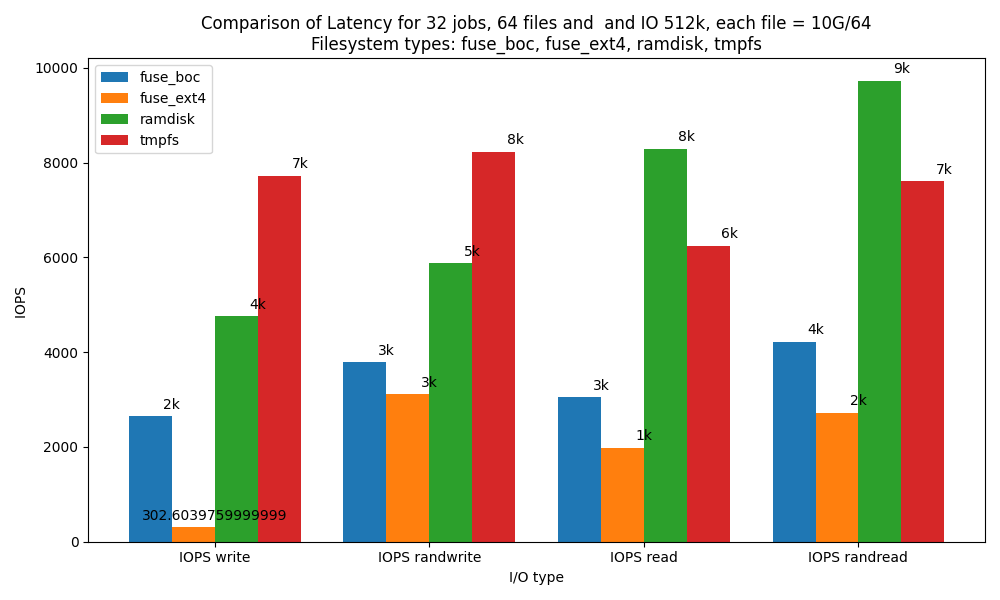 Comparison of Latency for 32 jobs, 64 files and  and IO 512k, each file = 10G/64
Filesystem types: fuse_boc, fuse_ext4, ramdisk, tmpfs
10000
8000
6000
4000
2000
0
IOPS
fuse_boc
fuse_ext4
ramdisk
tmpfs
2k
302.6039759999999
4k
7k
3k
3k
5k
8k
3k
1k
8k
6k
4k
2k
9k
7k
IOPS write
IOPS randwrite
IOPS read
IOPS randread
I/O type